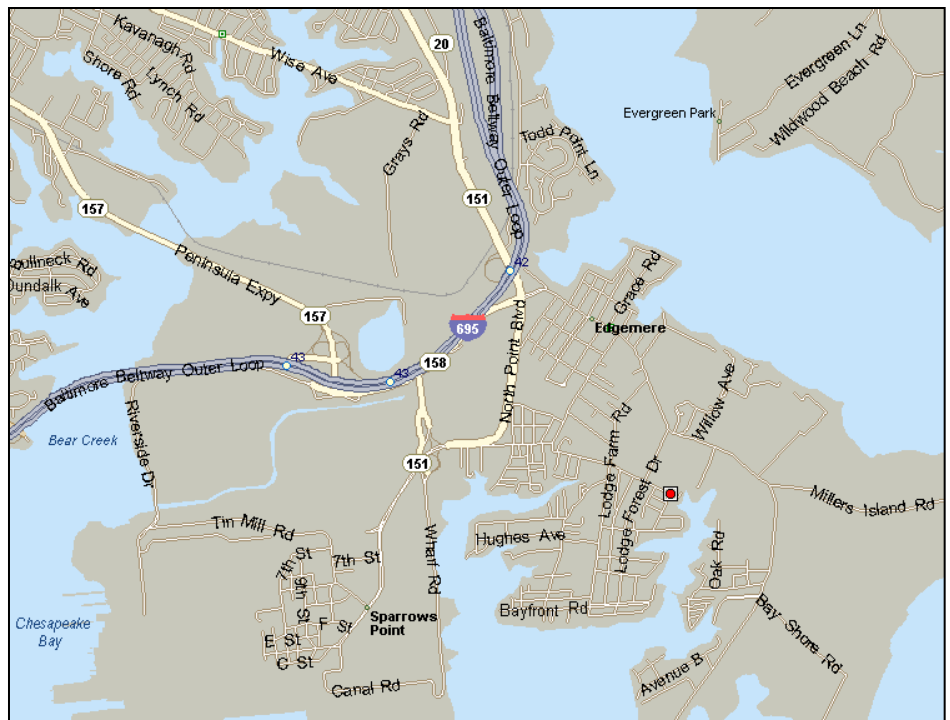 Kavanagh Rd
Shore Rd
Lynch Rd
Wise Ave
20
Baltimore Beltway Outer Loop
Grays Rd
Todd Point Ln
Evergreen Park
Evergreen Ln
Wildwood Beach Rd
157
151
Peninsula Expy
Dundalk Ave
42
Grace Rd
157
695
Edgemere
North Point Blvd
43
158
43
Baltimore Beltway Outer Loop
Willow Ave
Bear Creek
Riverside Dr
151
Lodge Farm Rd
Lodge Forest Dr
Millers Island Rd
Tin Mill Rd
Wharf Rd
Hughes Ave
Oak Rd
7th St
7th St
9th St
Bayfront Rd
Bay Shore Rd
Chesapeake
Bay
F St
Sparrows
Point
E St
C St
Canal Rd
Avenue B